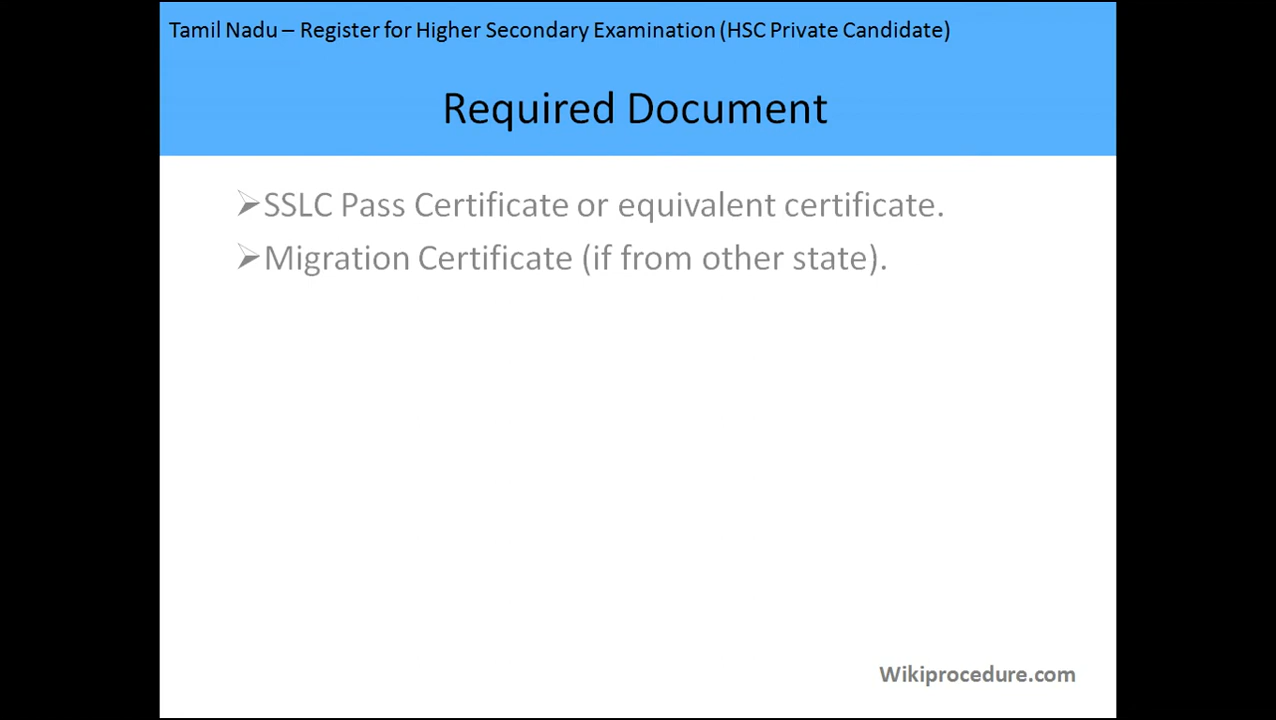 Tamil Nadu – Register for Higher Secondary Examination (HSC Private Candidate)
Required Document
➢SSLC Pass Certificate or equivalent certificate.
➢Migration Certificate (if from other state).
Wikiprocedure.com